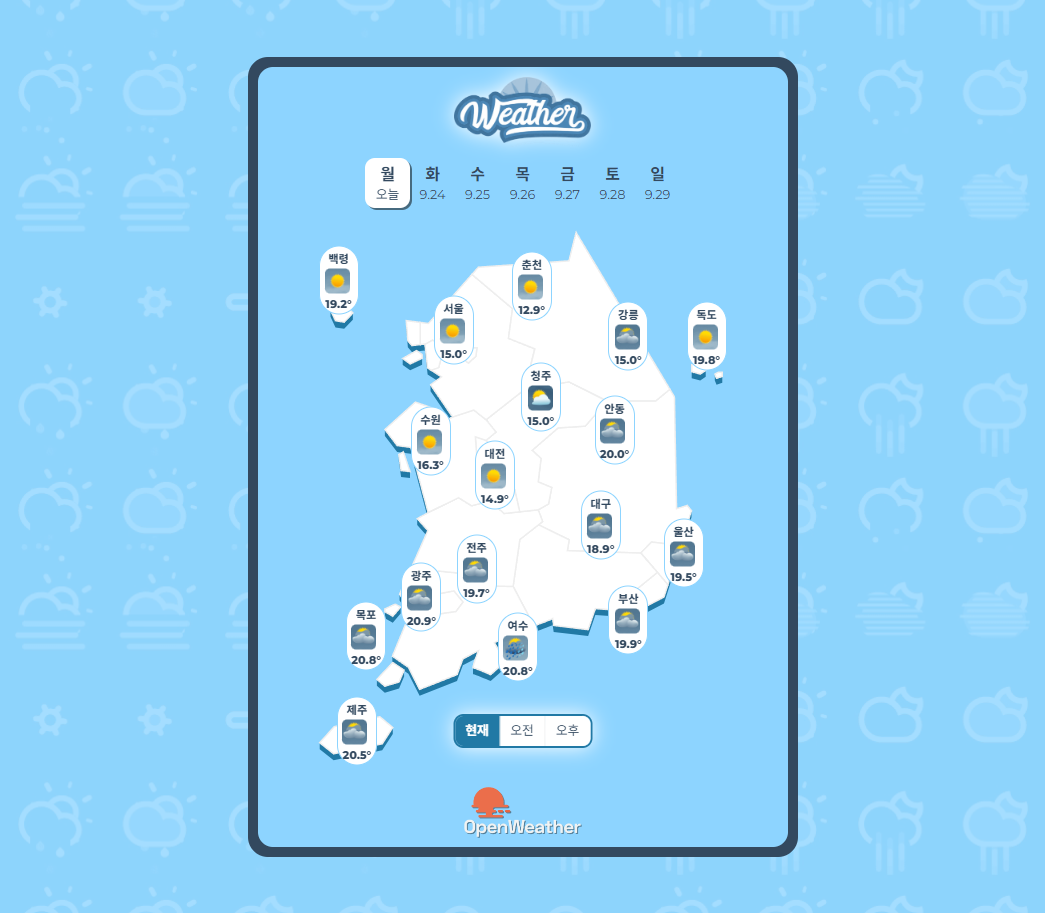 Weather
월 화 수 목 금 토 일
오늘 9.24 9.25 9.26 9.27 9.28 9.29
백령
19.2°
춘천
12.9°
서울
15.0°
강릉
15.0°
독도
19.8°
청주
15.0°
안동
20.0°
수원
16.3°
대전
14.9°
대구
18.9°
울산
19.5°
전주
19.7°
광주
20.9°
부산
19.9°
목포
20.8°
여수
20.8°
제주
20.5°
현재 오전 오후
OpenWeather